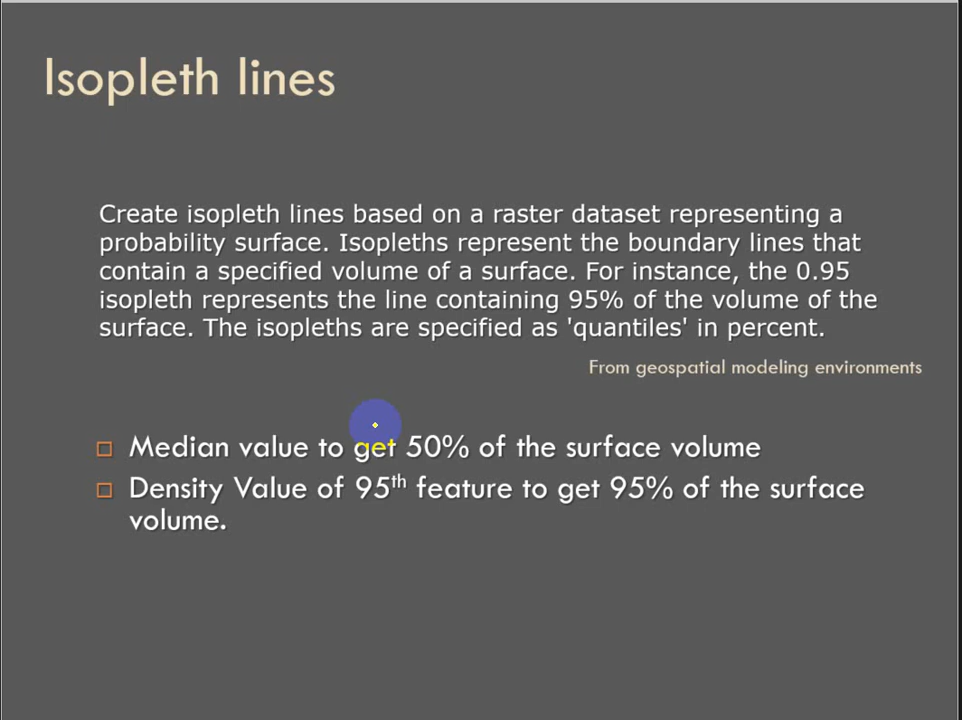 Isopleth lines
Create isopleth lines based on a raster dataset representing a
probability surface. Isopleths represent the boundary lines that
contain a specified volume of a surface. For instance, the 0.95
isopleth represents the line containing 95% of the volume of the
surface. The isopleths are specified as 'quantiles' in percent.
From geospatial modeling environments
Median value to get 50% of the surface volume
Density Value of 95th feature to get 95% of the surface
volume.